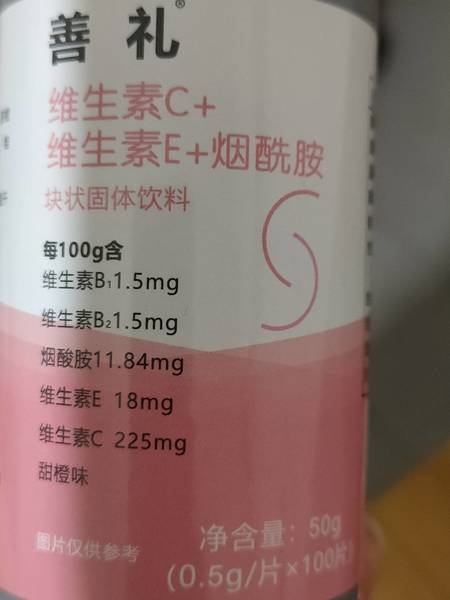 善礼®
维生素C+
维生素E+烟酰胺
块状固体饮料
每100g含
维生素B₁1.5mg
维生素B₂1.5mg
烟酸胺11.84mg
维生素E 18mg
维生素C 225mg
甜橙味
图片仅供参考
净含量：50g
(0.5g/片×100片)